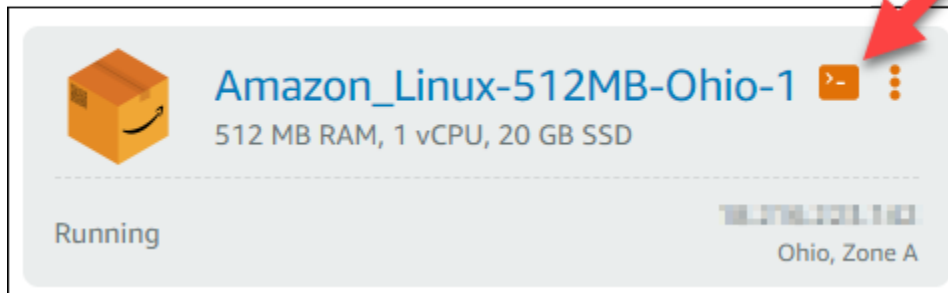 Amazon_Linux-512MB-Ohio-1
512 MB RAM, 1 vCPU, 20 GB SSD
Running
Ohio, Zone A